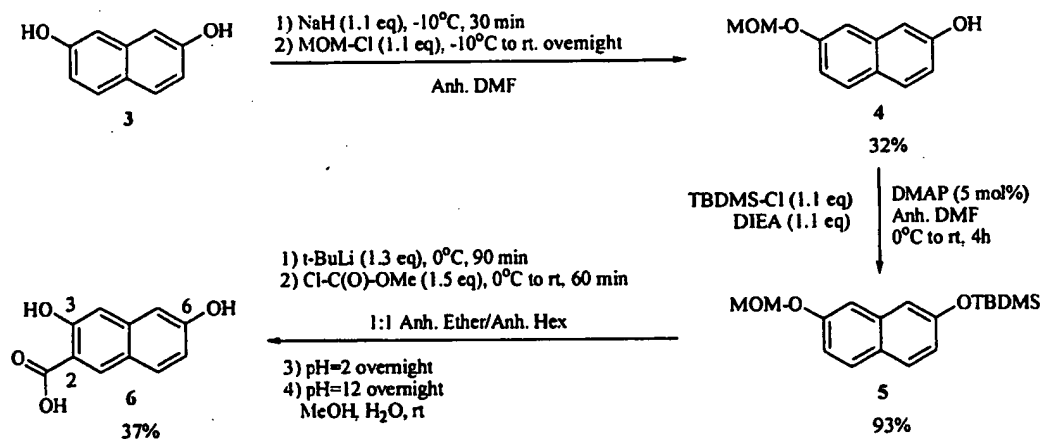 HO
OH
3
1) NaH (1.1 eq), -10°C, 30 min
2) MOM-Cl (1.1 eq), -10°C to rt. overnight
Anh. DMF
MOM-O
OH
4
32%
TBDMS-Cl (1.1 eq)
DIEA (1.1 eq)
DMAP (5 mol%)
Anh. DMF
0°C to rt, 4h
MOM-O
OTBDMS
5
93%
1) t-BuLi (1.3 eq), 0°C, 90 min
2) Cl-C(O)-OMe (1.5 eq), 0°C to rt, 60 min
1:1 Anh. Ether/Anh. Hex
3) pH=2 overnight
4) pH=12 overnight
MeOH, H2O, rt
HO
3
6
OH
O
2
OH
6
37%